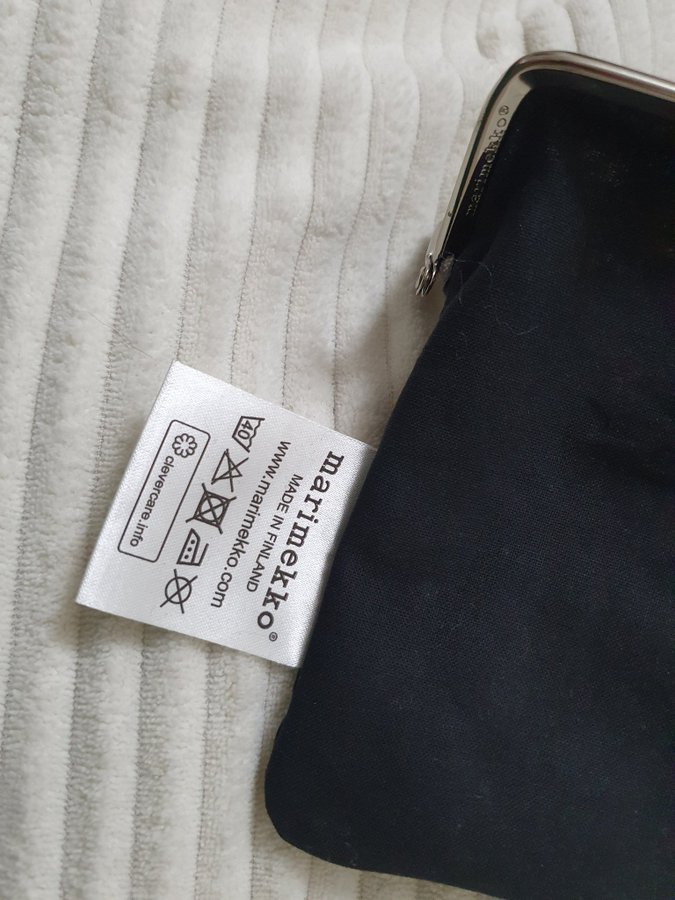 marimekko®
marimekko®
MADE IN FINLAND
www.marimekko.com
40
clevercare.info